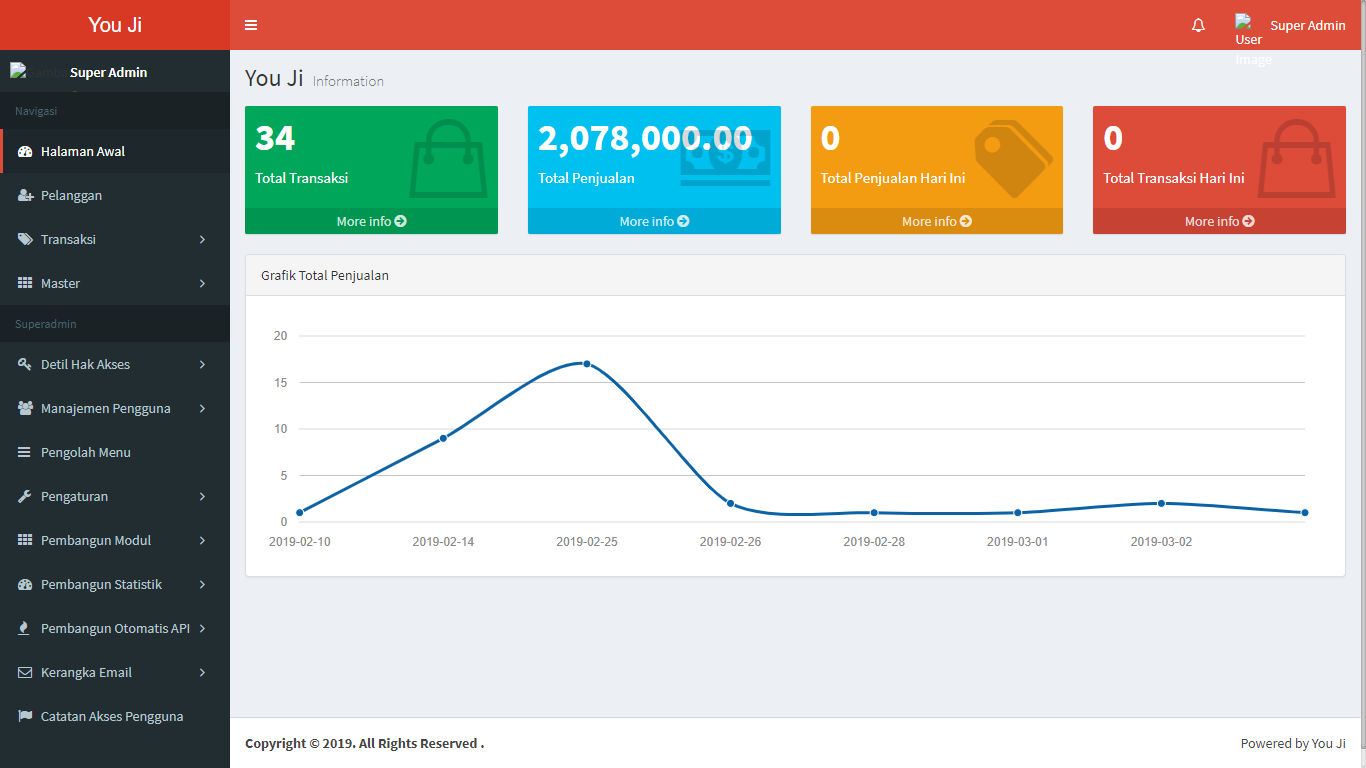 You Ji
Super Admin
Navigasi
Halaman Awal
Pelanggan
Transaksi
Master
Superadmin
Detil Hak Akses
Manajemen Pengguna
Pengolah Menu
Pengaturan
Pembangun Modul
Pembangun Statistik
Pembangun Otomatis API
Kerangka Email
Catatan Akses Pengguna
User Image
Super Admin
You Ji Information
34
Total Transaksi
More info
2,078,000.00
Total Penjualan
More info
0
Total Penjualan Hari Ini
More info
0
Total Transaksi Hari Ini
More info
Grafik Total Penjualan
20
15
10
5
0
2019-02-10 2019-02-14 2019-02-25 2019-02-26 2019-02-28 2019-03-01 2019-03-02
Copyright © 2019. All Rights Reserved .
Powered by You Ji